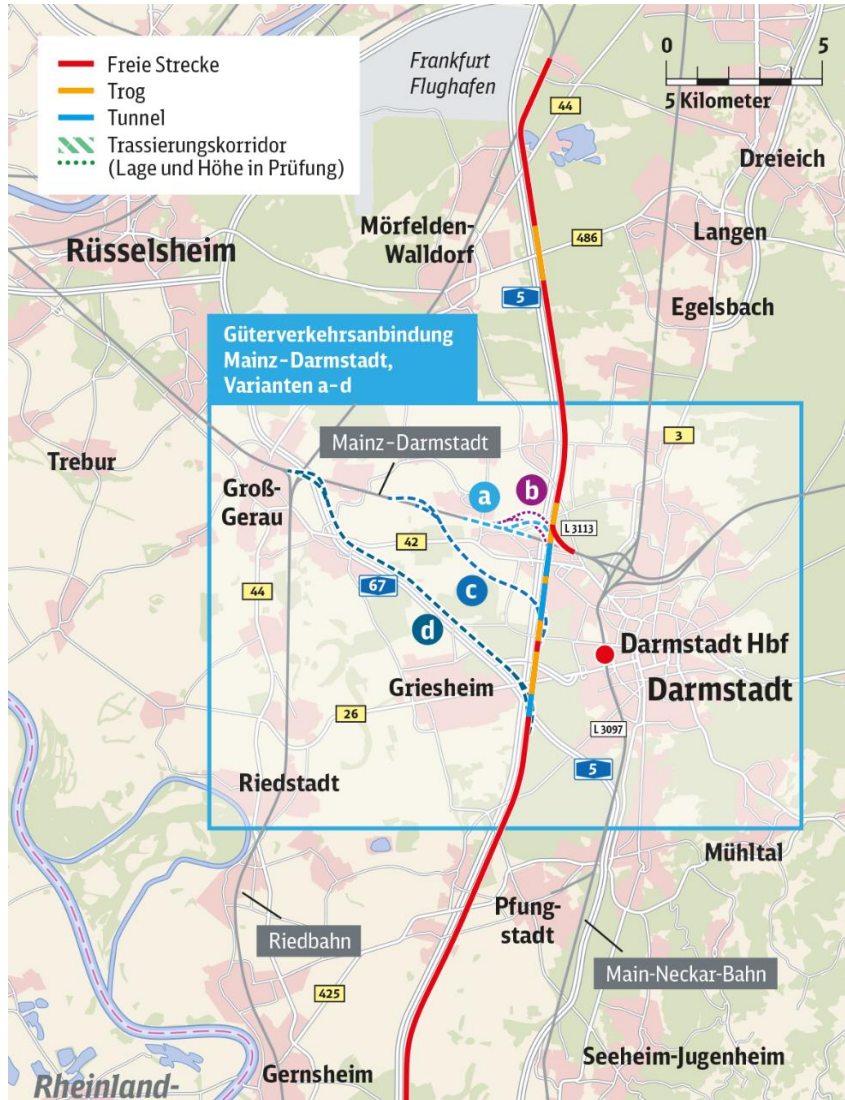 Freie Strecke
Trog
Tunnel
Trassierungskorridor
(Lage und Höhe in Prüfung)
Frankfurt
Flughafen
0 5
5 Kilometer
44
Dreieich
Mörfelden-
Walldorf
486
Langen
Rüsselsheim
5
Egelsbach
Güterverkehrsanbindung
Mainz–Darmstadt,
Varianten a–d
3
Mainz–Darmstadt
Trebur
Groß-
Gerau
a
b
L 3113
42
44
67
c
d
Darmstadt Hbf
Darmstadt
Griesheim
26
L 3097
5
Riedstadt
Mühltal
Pfung-
stadt
Riedbahn
Main-Neckar-Bahn
425
Seeheim-Jugenheim
Gernsheim
Rheinland-